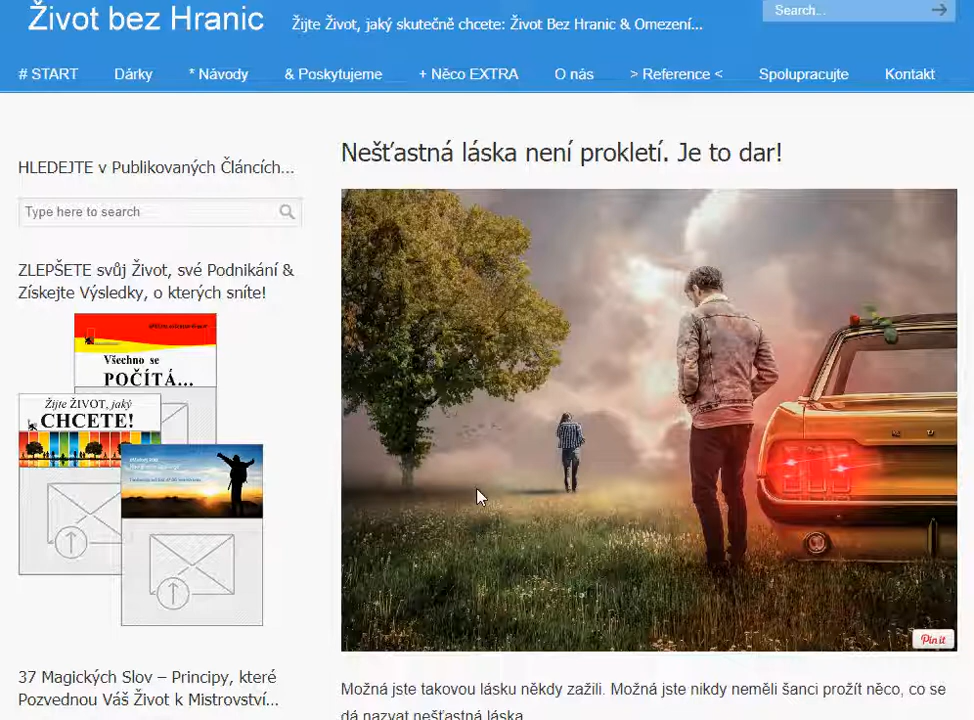 Život bez Hranic
Žijte Život, jaký skutečně chcete: Život Bez Hranic & Omezení...
Search...
# START
Dárky
* Návody
& Poskytujeme
+ Něco EXTRA
O nás
> Reference <
Spolupracujte
Kontakt
HLEDEJTE v Publikovaných Článcích...
Type here to search
ZLEPŠETE svůj Život, své Podnikání &
Získejte Výsledky, o kterých sníte!
Všechno se
POČÍTÁ...
Žijte ŽIVOT, jaký
CHCETE!
37 Magických Slov – Principy, které
Pozvednou Váš Život k Mistrovství...
Nešťastná láska není prokletí. Je to dar!
Pin it
Možná jste takovou lásku někdy zažili. Možná jste nikdy neměli šanci prožít něco, co se
dá nazvat nešťastná láska